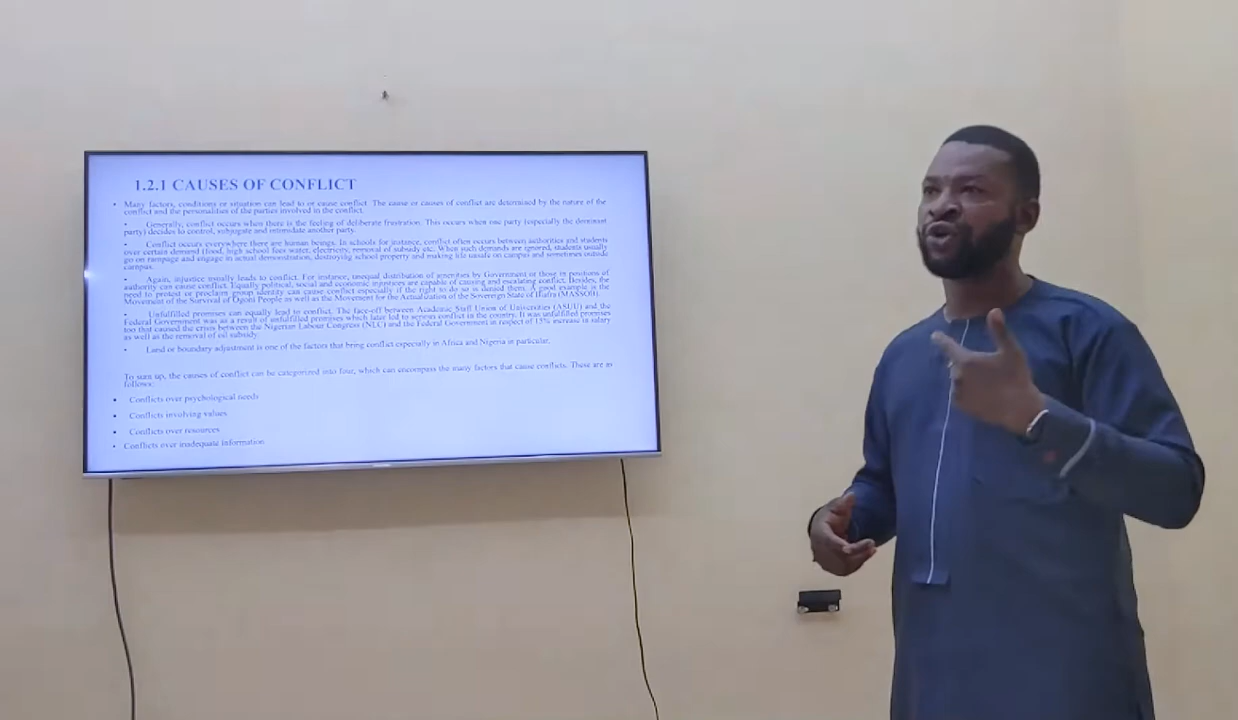 1.2.1 CAUSES OF CONFLICT
• Many factors, conditions or situation can lead to or cause conflict. The cause or causes of conflict are determined by the nature of the
conflict and the personalities of the parties involved in the conflict.
• Generally, conflict occurs when there is the feeling of deliberate frustration. This occurs when one party (especially the dominant
party) decides to control, subjugate and intimidate another party.
• Conflict occurs everywhere there are human beings. In schools for instance, conflict often occurs between authorities and students
over certain demand (food, high school fees water, electricity, removal of subsidy etc. When such demands are ignored, students usually
go on rampage and engage in actual demonstration, destroying school property and making life unsafe on campus and sometimes outside
campus.
• Again, injustice usually leads to conflict. For instance, unequal distribution of amenities by Government or those in positions of
authority can cause conflict. Equally political, social and economic injustices are capable of causing and escalating conflict. Besides, the
need to protect or proclaim group identity can cause conflict especially if the right to do so is denied them. A good example is the
Movement of the Survival of Ogoni People as well as the Movement for the Actualization of the Sovereign State of Biafra (MASSOB).
• Unfulfilled promises can equally lead to conflict. The face-off between Academic Staff Union of Universities (ASUU) and the
Federal Government was as a result of unfulfilled promises which later led to serious conflict in the country. It was unfulfilled promises
too that caused the crisis between the Nigerian Labour Congress (NLC) and the Federal Government in respect of 15% increase in salary
as well as the removal of oil subsidy.
• Land or boundary adjustment is one of the factors that bring conflict especially in Africa and Nigeria in particular.
To sum up, the causes of conflict can be categorized into four, which can encompass the many factors that cause conflicts. These are as
follows:
• Conflicts over psychological needs
• Conflicts involving values
• Conflicts over resources
• Conflicts over inadequate information